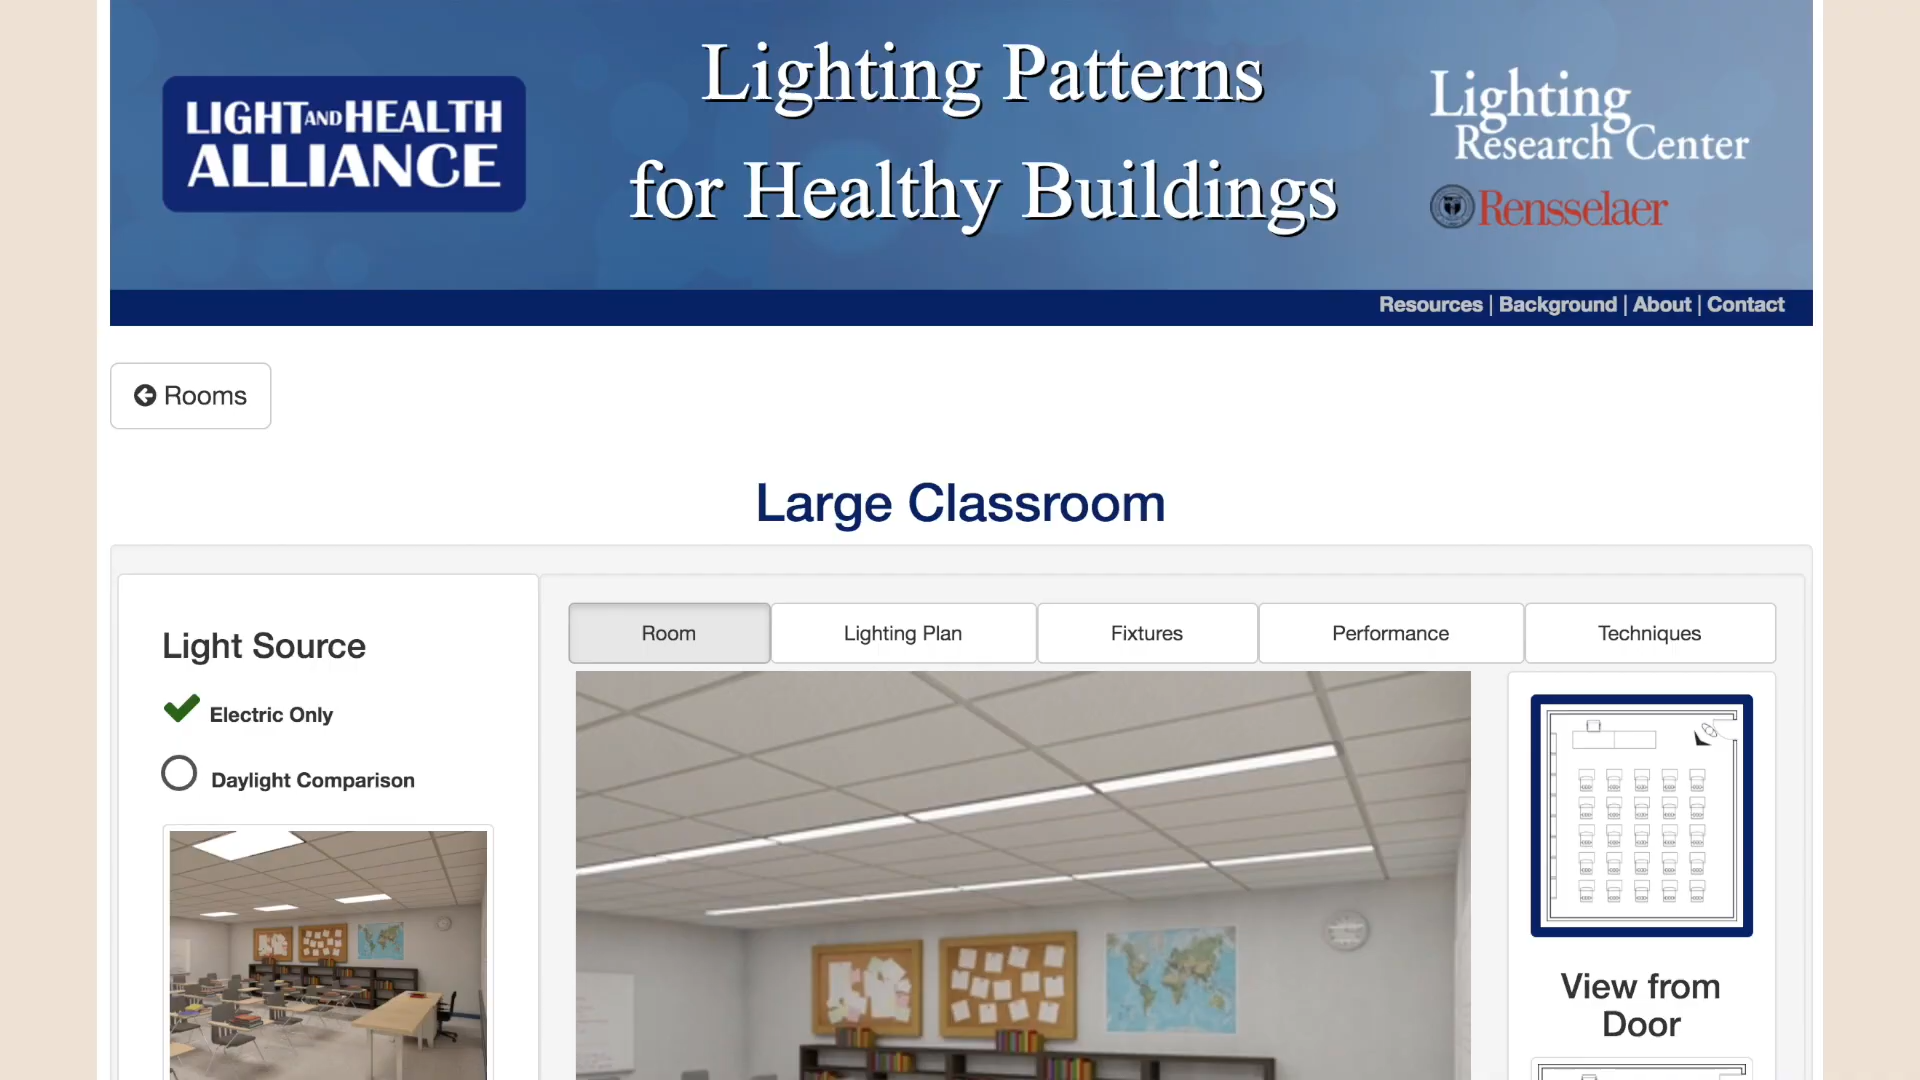 LIGHT AND HEALTH
ALLIANCE
Lighting Patterns
for Healthy Buildings
Lighting
Research Center
Rensselaer
Resources | Background | About | Contact
Rooms
Large Classroom
Light Source
Electric Only
Daylight Comparison
Room
Lighting Plan
Fixtures
Performance
Techniques
View from
Door